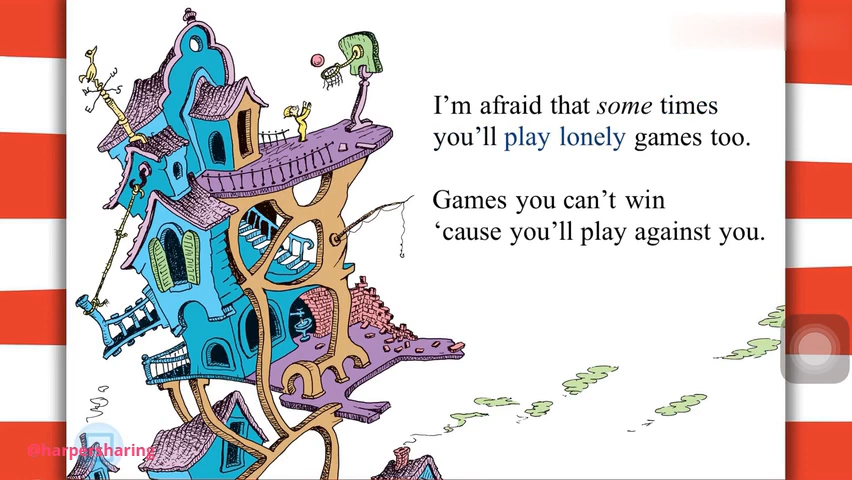 I'm afraid that some times
you'll play lonely games too.
Games you can't win
‘cause you'll play against you.
@harpersharing